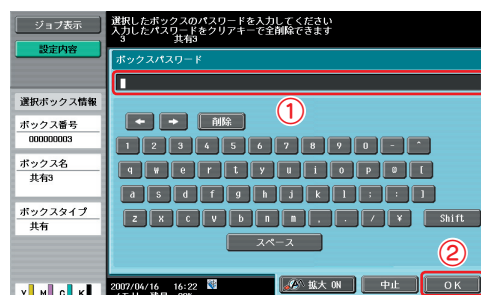 ジョブ表示
設定内容
選択したボックスのパスワードを入力してください
入力したパスワードをクリアキーで全削除できます
3 共有3
ボックスパスワード
①
選択ボックス情報
ボックス番号
000000003
ボックス名
共有3
ボックスタイプ
共有
← → 削除
1 2 3 4 5 6 7 8 9 0 - ^
q w e r t y u i o p @ [
a s d f g h j k l ; : ]
z x c v b n m , . / ¥ Shift
スペース
②
Y M C K
2007/04/16 16:22
拡大 ON 中止 OK